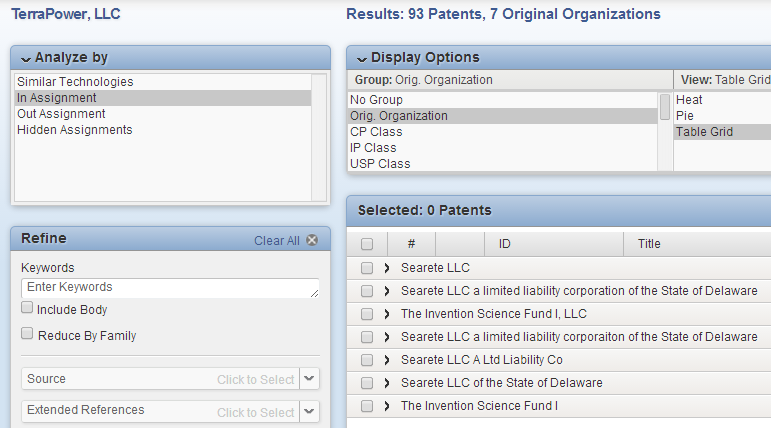 TerraPower, LLC
Results: 93 Patents, 7 Original Organizations
Analyze by
Similar Technologies
In Assignment
Out Assignment
Hidden Assignments
Display Options
Group: Orig. Organization
View: Table Grid
No Group
Orig. Organization
CP Class
IP Class
USP Class
Heat
Pie
Table Grid
Refine
Clear All
Keywords
Enter Keywords
Include Body
Reduce By Family
Source
Click to Select
Extended References
Click to Select
Selected: 0 Patents
# ID Title
Searete LLC
Searete LLC a limited liability corporation of the State of Delaware
The Invention Science Fund I, LLC
Searete LLC a limited liability corporaiton of the State of Delaware
Searete LLC A Ltd Liability Co
Searete LLC of the State of Delaware
The Invention Science Fund I